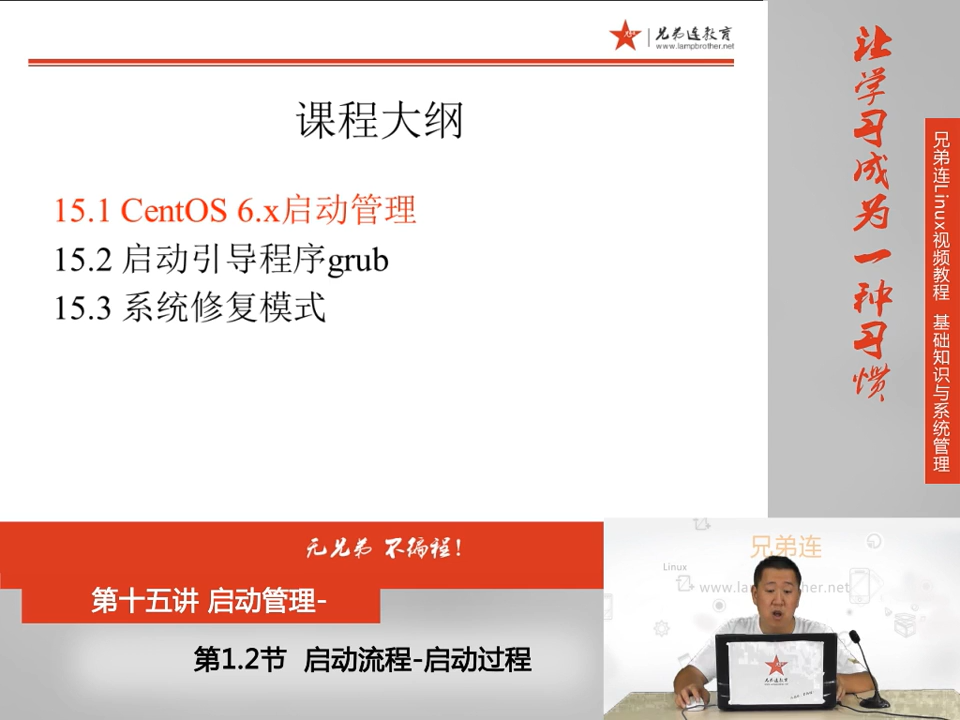 兄弟连教育
www.lampbrother.net
课程大纲
15.1 CentOS 6.x启动管理
15.2 启动引导程序grub
15.3 系统修复模式
让学习成为一种习惯
兄弟连Linux视频教程 基础知识与系统管理
无兄弟 不编程!
第十五讲 启动管理-
第1.2节 启动流程-启动过程
兄弟连
Linux
兄弟连教育